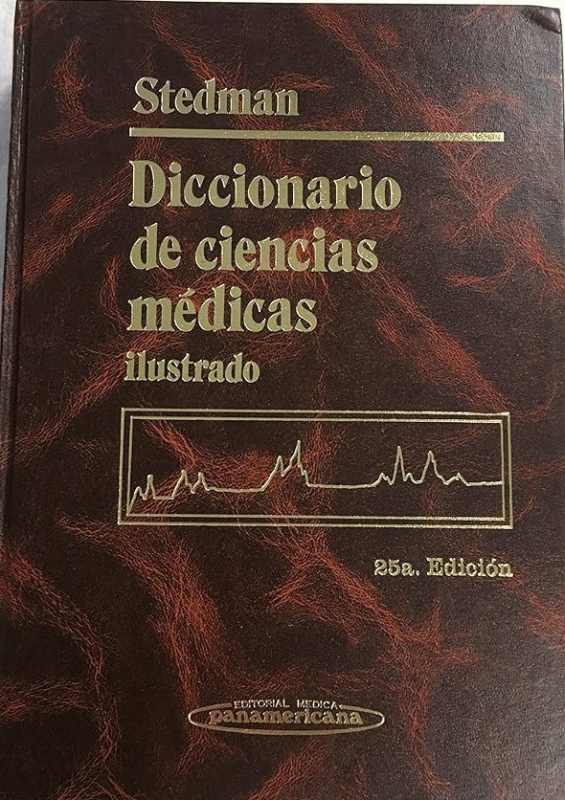 Stedman
Diccionario
de ciencias
médicas
ilustrado
25a. Edición
EDITORIAL MEDICA
panamericana